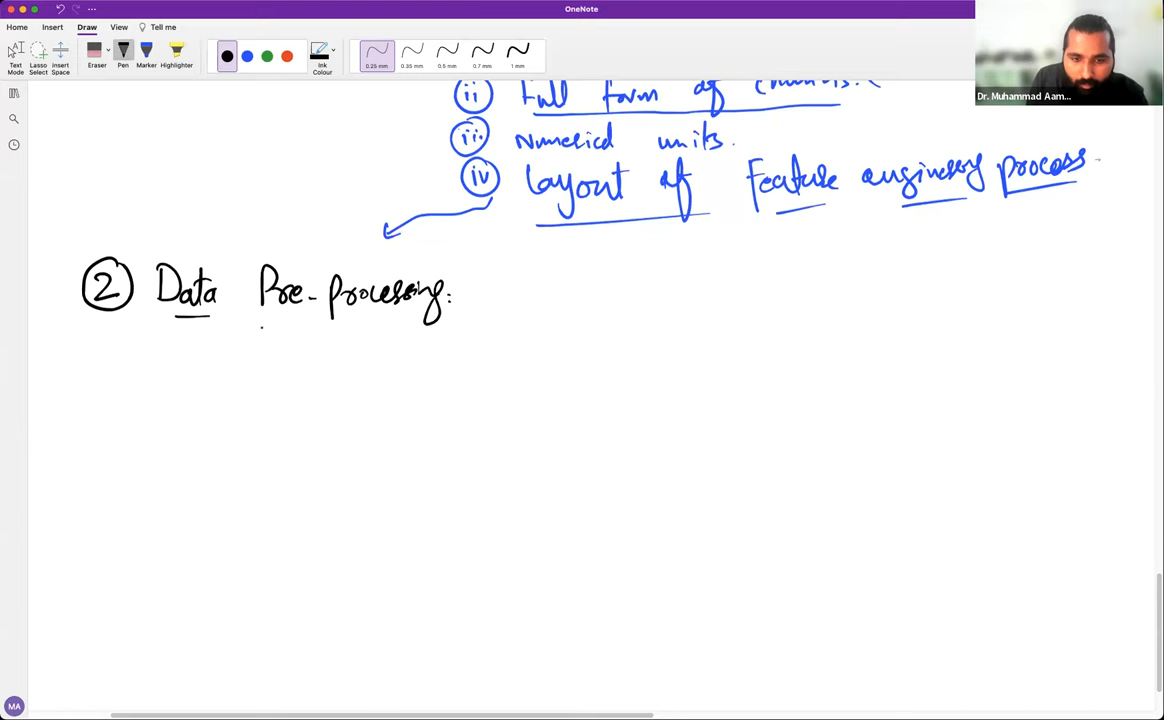 OneNote
Home Insert Draw View Tell me
Text Mode Lasso Select Insert Space Eraser Pen Marker Highlighter Ink Colour 0.25 mm 0.35 mm 0.5 mm 0.7 mm 1 mm
Dr. Muhammad Aam...
ii Full form of
iii Numerical units.
iv Layout of Feature engineering process
2 Data Pre-processing:
MA